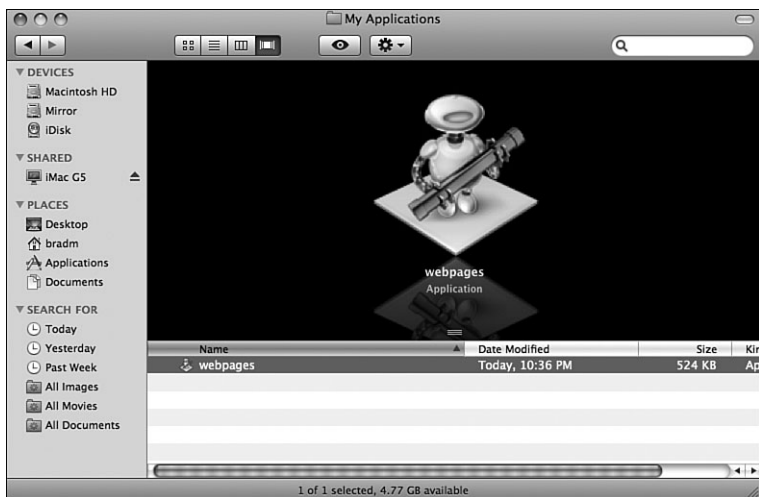 My Applications
DEVICES
Macintosh HD
Mirror
iDisk
SHARED
iMac G5
PLACES
Desktop
bradm
Applications
Documents
SEARCH FOR
Today
Yesterday
Past Week
All Images
All Movies
All Documents
webpages
Application
Name Date Modified Size Kin
webpages Today, 10:36 PM 524 KB Ap
1 of 1 selected, 4.77 GB available